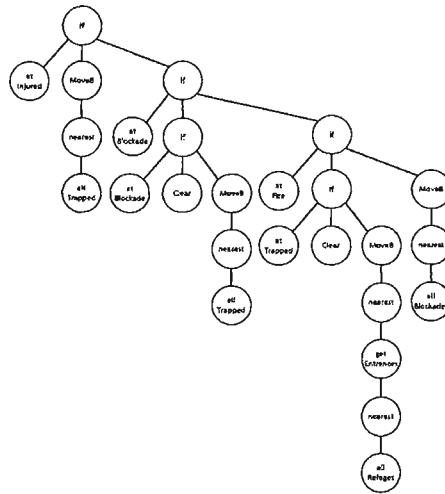 if
at
Injured
MoveB
if
nearest
at
Blockade
if
if
all
Trapped
at
Blockade
Clear
MoveB
at
Fire
if
MoveB
nearest
at
Trapped
Clear
MoveB
nearest
all
Trapped
nearest
all
Blockade
get
Entrances
nearest
all
Refuges